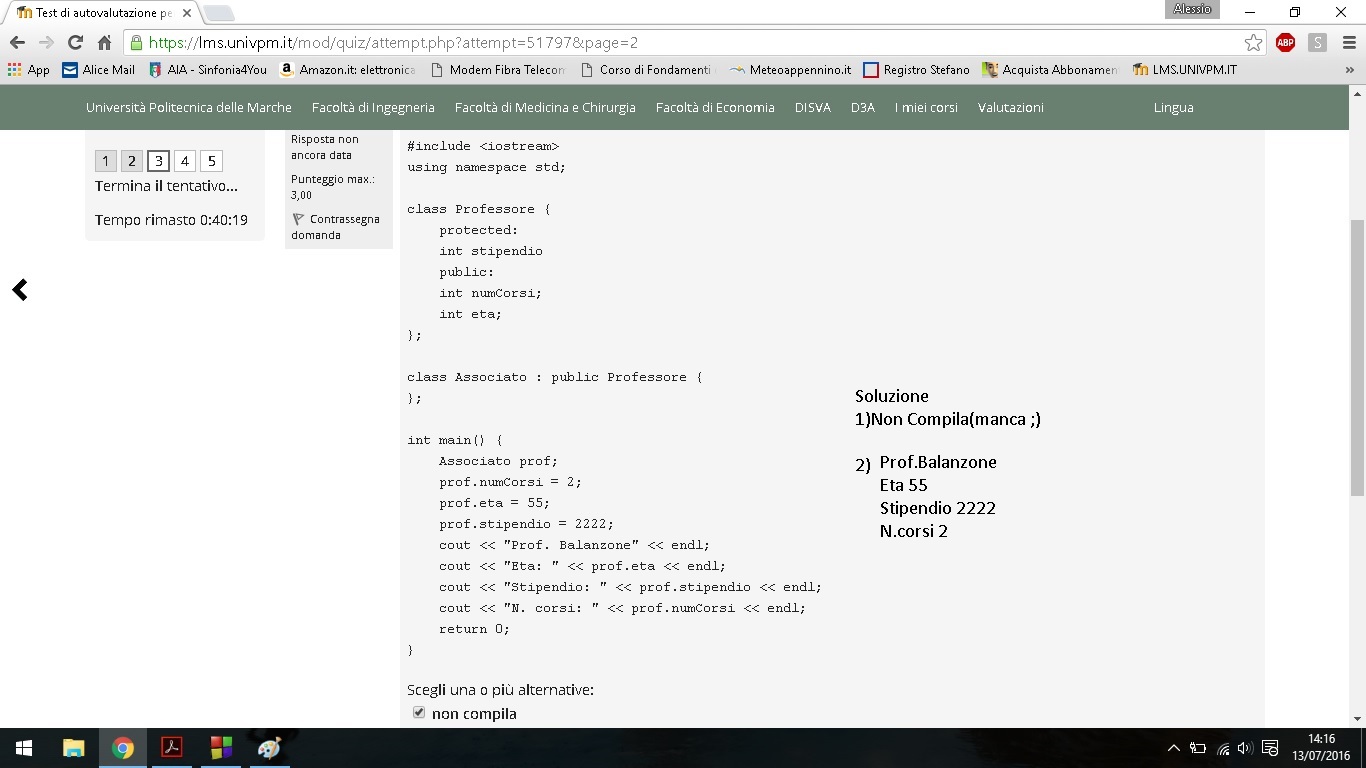 Test di autovalutazione pe
Alessio
https://lms.univpm.it/mod/quiz/attempt.php?attempt=51797&page=2
ABP
S
App
Alice Mail
AIA - Sinfonia4You
Amazon.it: elettronica
Modem Fibra Telecom
Corso di Fondamenti
Meteoappennino.it
Registro Stefano
Acquista Abbonamen
LMS.UNIVPM.IT
»
Università Politecnica delle Marche
Facoltà di Ingegneria
Facoltà di Medicina e Chirurgia
Facoltà di Economia
DISVA
D3A
I miei corsi
Valutazioni
Lingua
1 2 3 4 5
Termina il tentativo...
Tempo rimasto 0:40:19
Risposta non
ancora data
Punteggio max.:
3,00
Contrassegna
domanda
#include <iostream>
using namespace std;
class Professore {
protected:
int stipendio
public:
int numCorsi;
int eta;
};
class Associato : public Professore {
};
int main() {
Associato prof;
prof.numCorsi = 2;
prof.eta = 55;
prof.stipendio = 2222;
cout << "Prof. Balanzone" << endl;
cout << "Eta: " << prof.eta << endl;
cout << "Stipendio: " << prof.stipendio << endl;
cout << "N. corsi: " << prof.numCorsi << endl;
return 0;
}
Soluzione
1)Non Compila(manca ;)
2) Prof.Balanzone
Eta 55
Stipendio 2222
N.corsi 2
Scegli una o più alternative:
non compila
14:16
13/07/2016